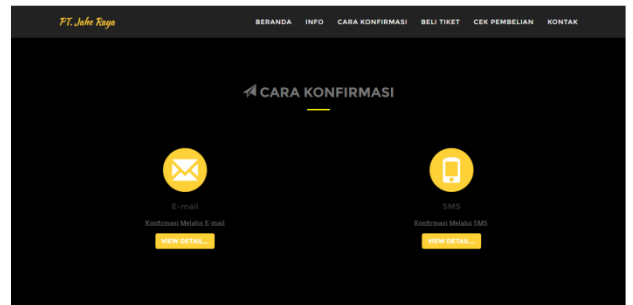 PT. Jahe Raya
BERANDA INFO CARA KONFIRMASI BELI TIKET CEK PEMBELIAN KONTAK
CARA KONFIRMASI
E-mail
SMS
Konfirmasi Melalui E-mail
Konfirmasi Melalui SMS
VIEW DETAIL...
VIEW DETAIL...